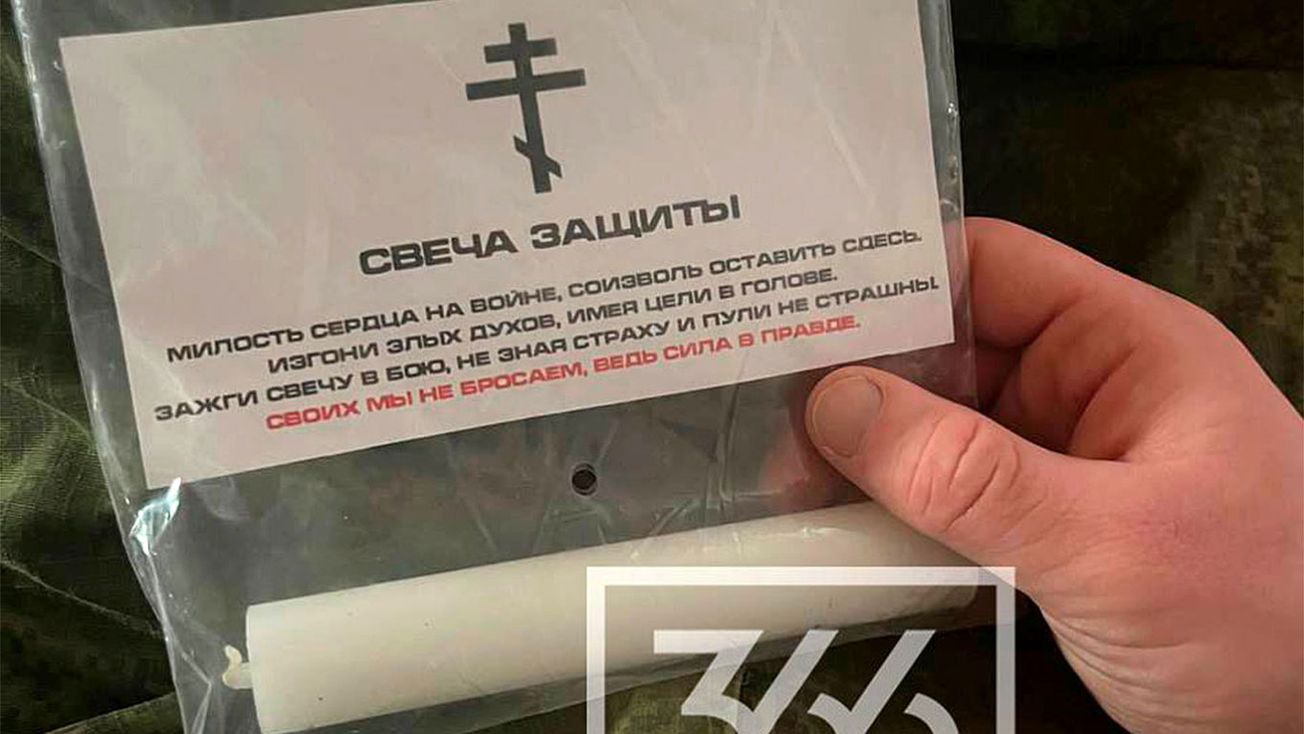 СВЕЧА ЗАЩИТЫ
МИЛОСТЬ СЕРДЦА НА ВОЙНЕ, СОИЗВОЛЬ ОСТАВИТЬ СДЕСЬ.
ИЗГОНИ ЗЛЫХ ДУХОВ, ИМЕЯ ЦЕЛИ В ГОЛОВЕ.
ЗАЖГИ СВЕЧУ В БОЮ, НЕ ЗНАЯ СТРАХУ И ПУЛИ НЕ СТРАШНЫ.
СВОИХ МЫ НЕ БРОСАЕМ, ВЕДЬ СИЛА В ПРАВДЕ.
366